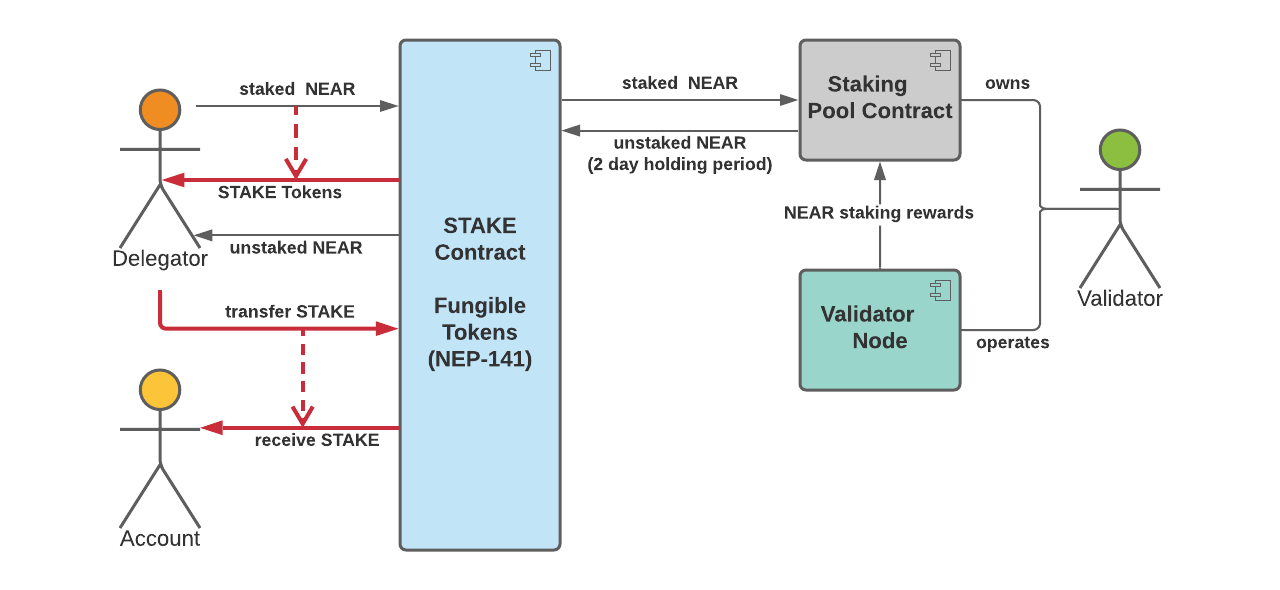 staked NEAR
STAKE Tokens
unstaked NEAR
Delegator
transfer STAKE
receive STAKE
Account
STAKE
Contract
Fungible
Tokens
(NEP-141)
staked NEAR
unstaked NEAR
(2 day holding period)
Staking
Pool Contract
NEAR staking rewards
Validator
Node
owns
operates
Validator